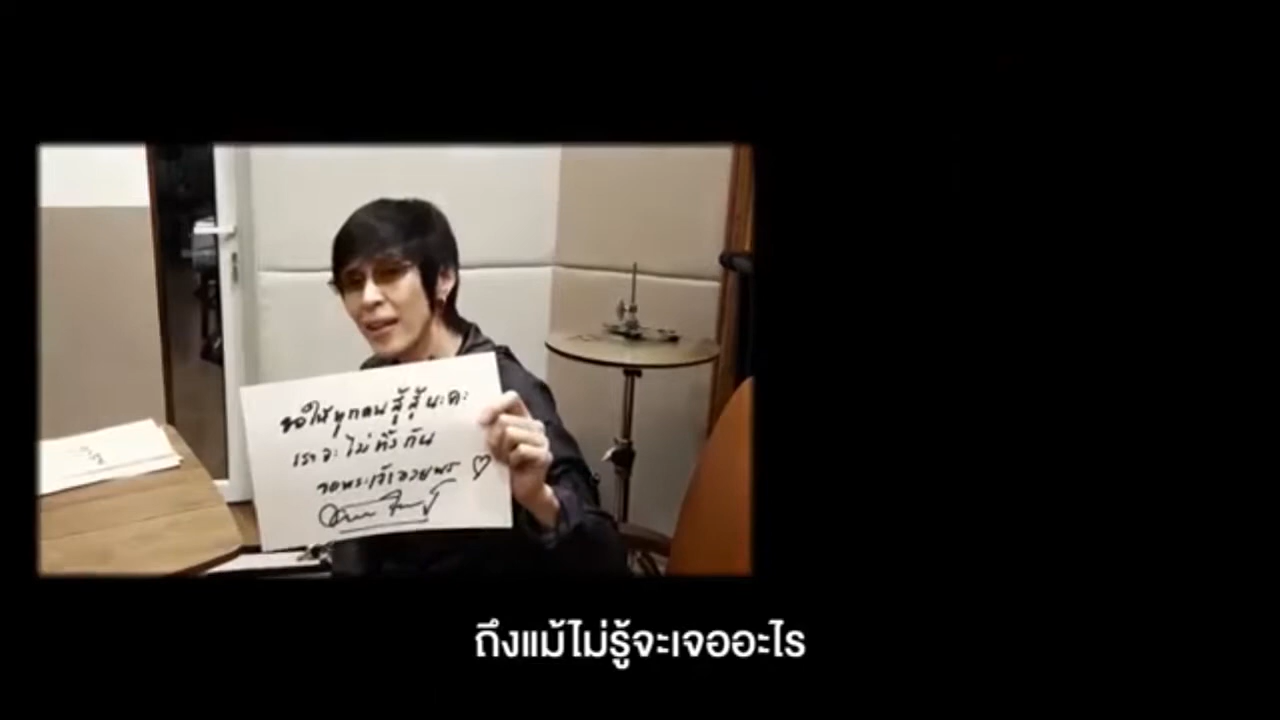 ขอให้ทุกคนสู้สู้นะคะ
เราจะไม่ทิ้งกัน
ขอพระเจ้าอวยพร ♡
ถึงแม้ไม่รู้จะเจออะไร